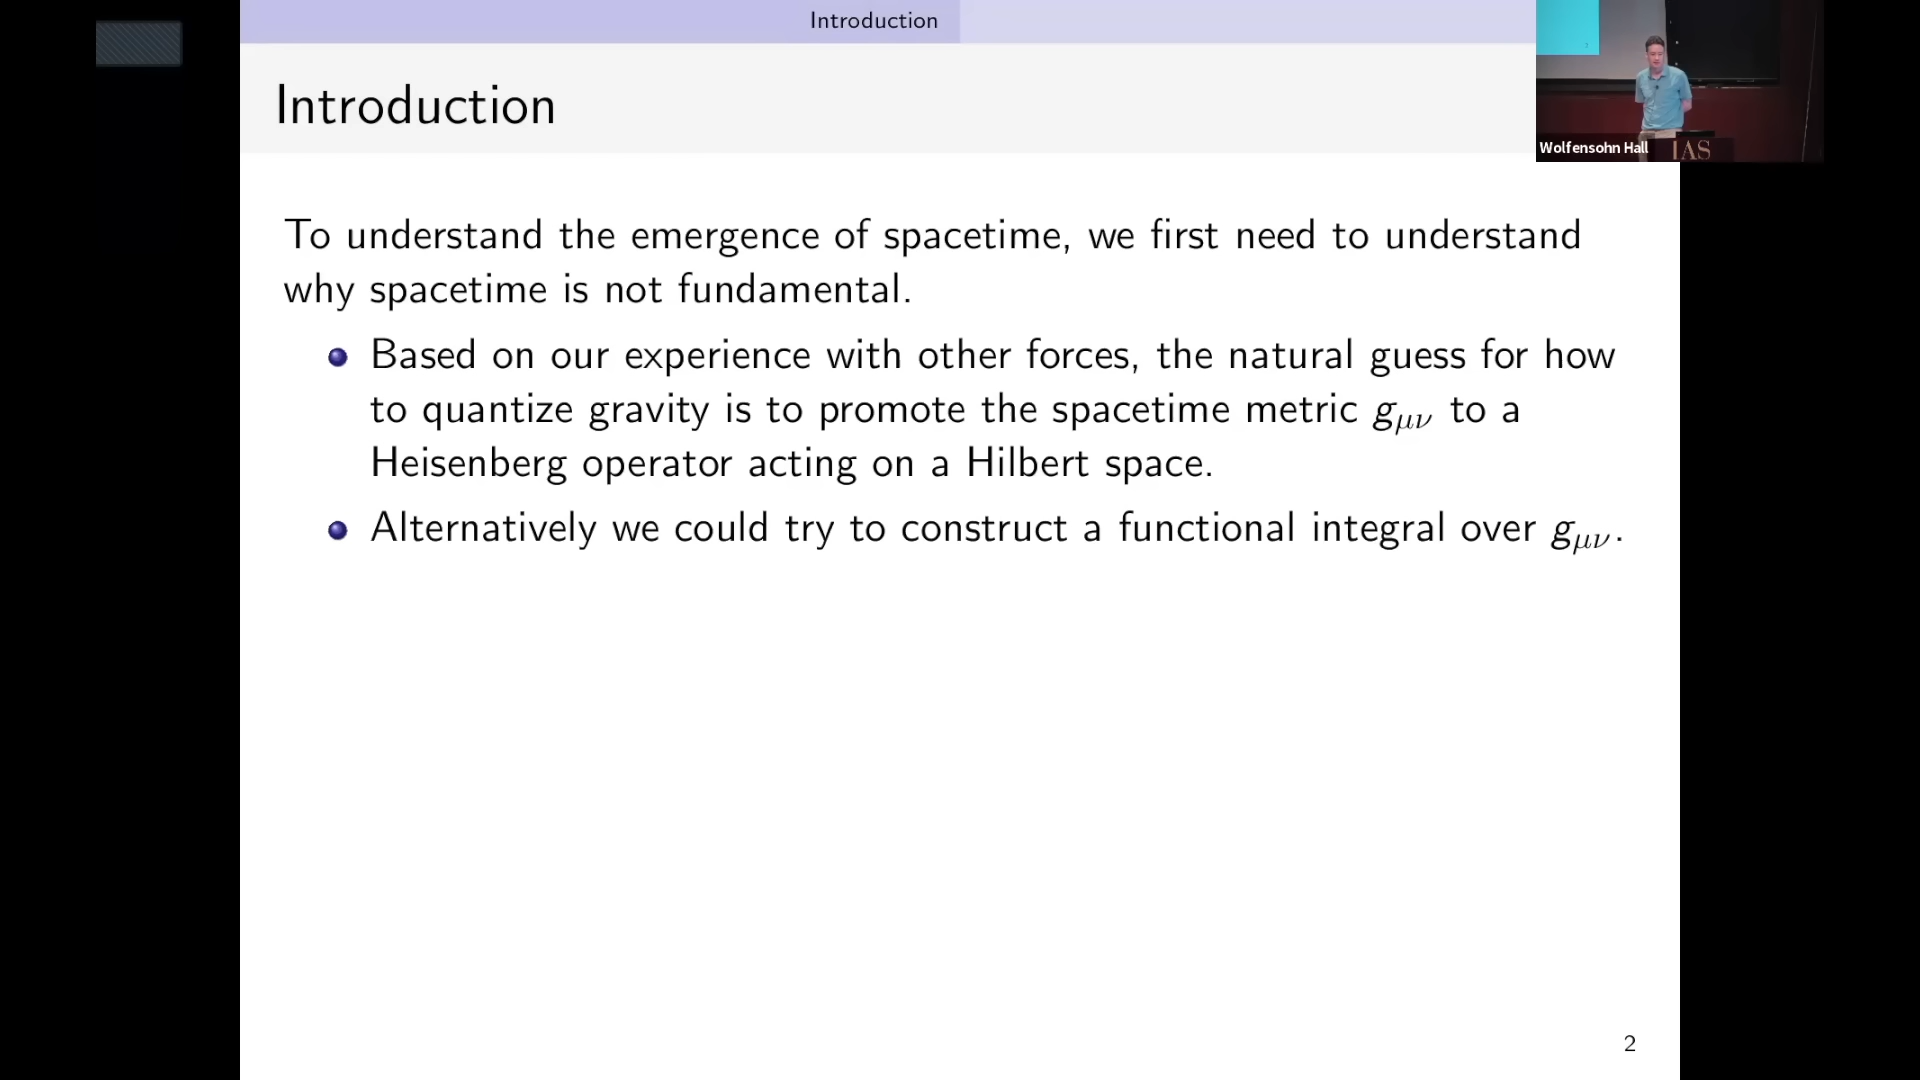 Introduction
Introduction
Wolfensohn Hall
IAS
To understand the emergence of spacetime, we first need to understand
why spacetime is not fundamental.
Based on our experience with other forces, the natural guess for how
to quantize gravity is to promote the spacetime metric gμν to a
Heisenberg operator acting on a Hilbert space.
Alternatively we could try to construct a functional integral over gμν.
2